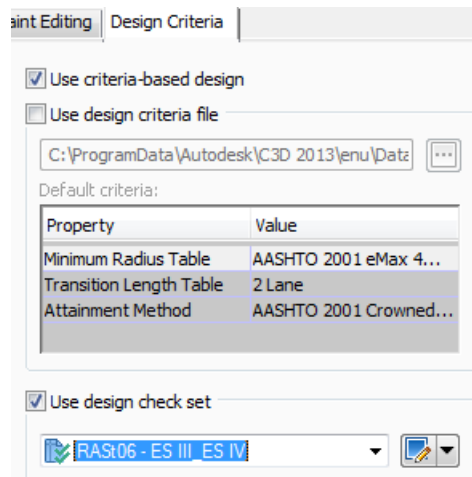 aint Editing Design Criteria
Use criteria-based design
Use design criteria file
C:\ProgramData\Autodesk\C3D 2013\enu\Data ...
Default criteria:
Property Value
Minimum Radius Table AASHTO 2001 eMax 4...
Transition Length Table 2 Lane
Attainment Method AASHTO 2001 Crowned...
Use design check set
RASt06 - ES III_ES IV